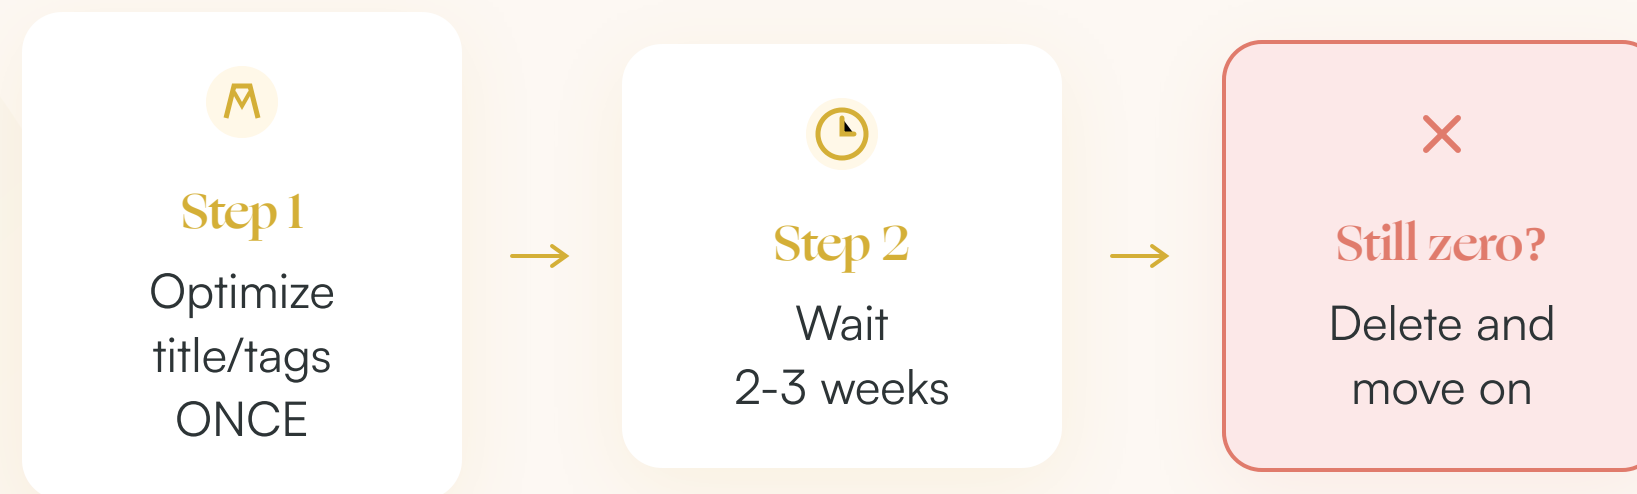 Step 1
Optimize
title/tags
ONCE
Step 2
Wait
2-3 weeks
Still zero?
Delete and
move on